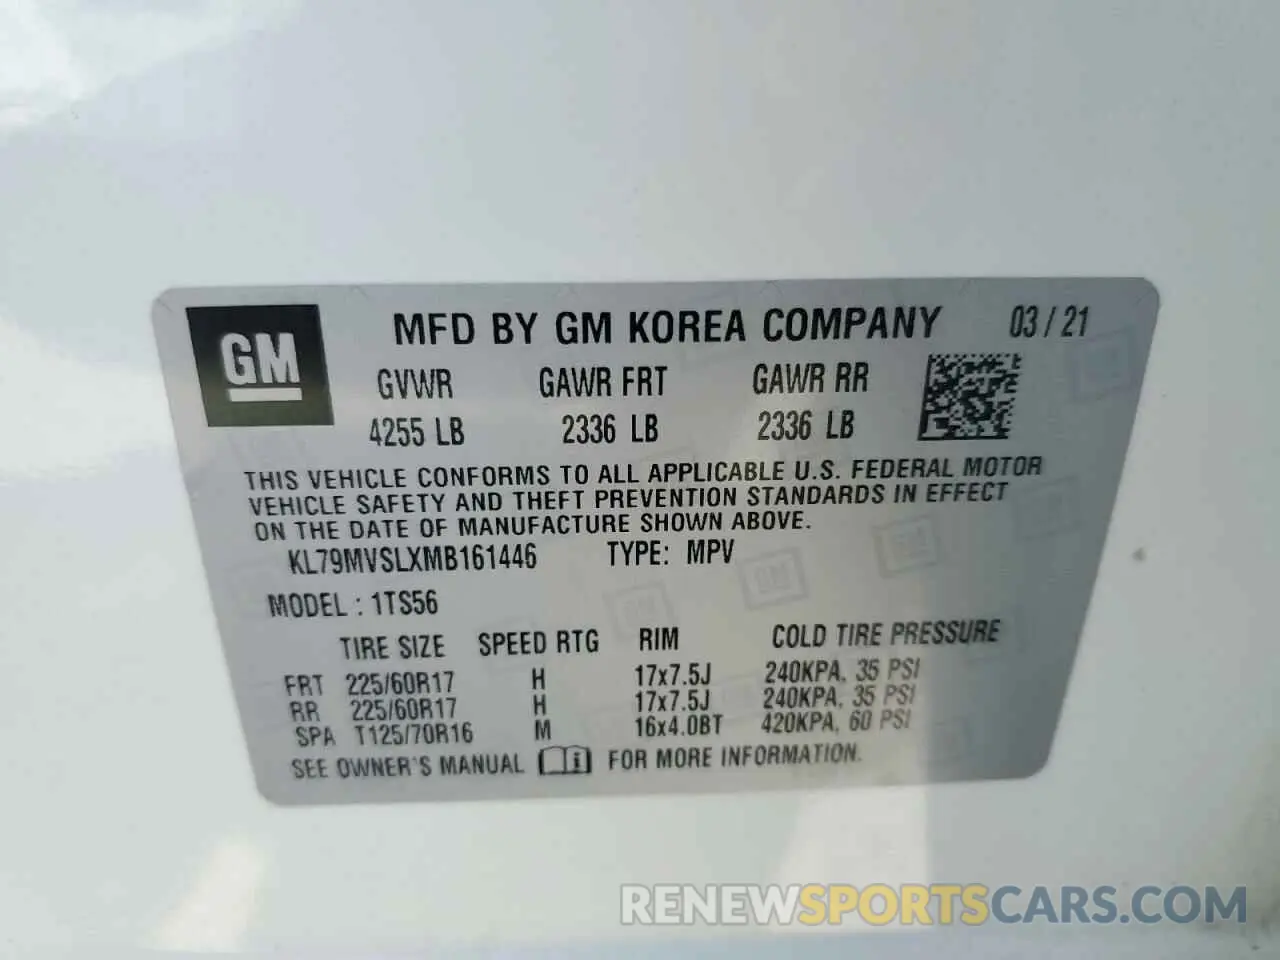 GM
MFD BY GM KOREA COMPANY 03/21
GVWR GAWR FRT GAWR RR
4255 LB 2336 LB 2336 LB
THIS VEHICLE CONFORMS TO ALL APPLICABLE U.S. FEDERAL MOTOR
VEHICLE SAFETY AND THEFT PREVENTION STANDARDS IN EFFECT
ON THE DATE OF MANUFACTURE SHOWN ABOVE.
KL79MVSLXMB161446 TYPE: MPV
MODEL : 1TS56
TIRE SIZE SPEED RTG RIM COLD TIRE PRESSURE
FRT 225/60R17 H 17x7.5J 240KPA, 35 PSI
RR 225/60R17 H 17x7.5J 240KPA, 35 PSI
SPA T125/70R16 M 16x4.0BT 420KPA, 60 PSI
SEE OWNER'S MANUAL i FOR MORE INFORMATION.
RENEWSPORTSCARS.COM